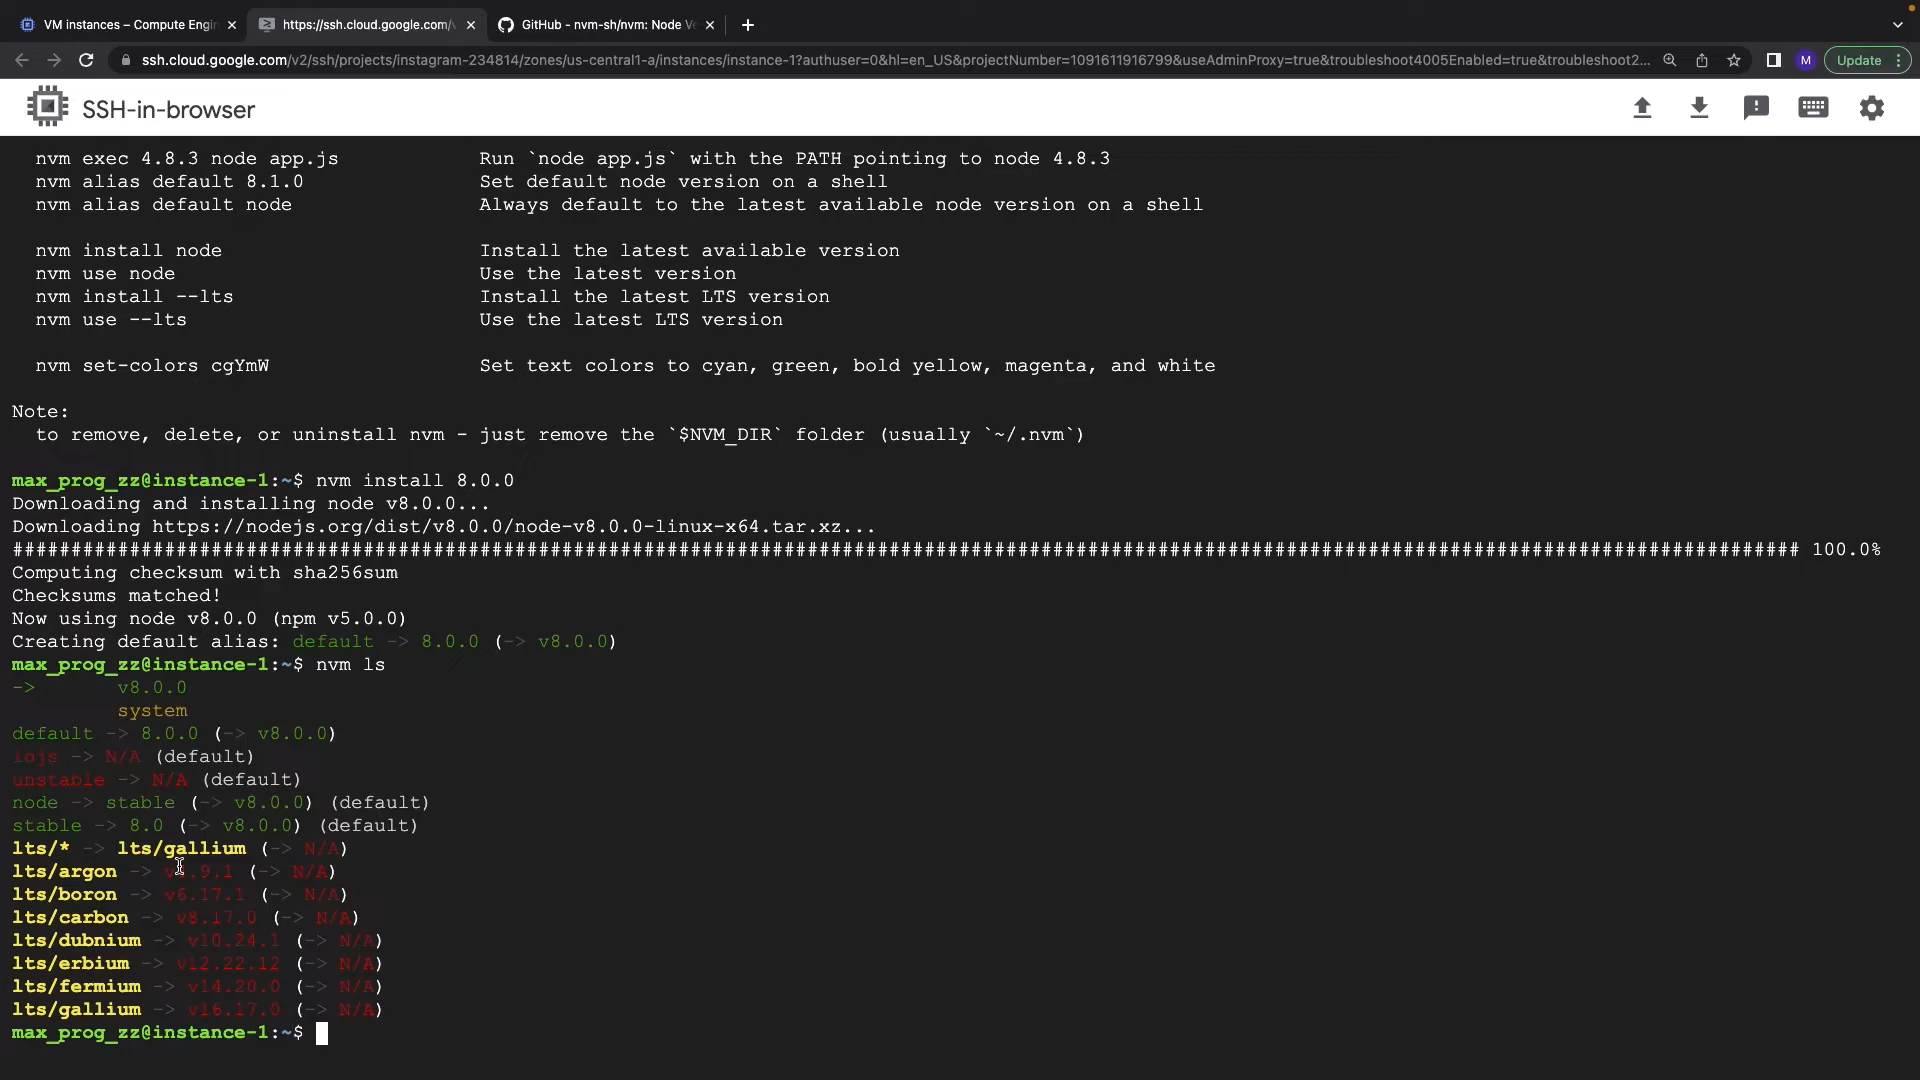 VM instances – Compute Engin
https://ssh.cloud.google.com/v
GitHub - nvm-sh/nvm: Node Ve
ssh.cloud.google.com/v2/ssh/projects/instagram-234814/zones/us-central1-a/instances/instance-1?authuser=0&hl=en_US&projectNumber=1091611916799&useAdminProxy=true&troubleshoot4005Enabled=true&troubleshoot2...
M
Update
SSH-in-browser
nvm exec 4.8.3 node app.js Run `node app.js` with the PATH pointing to node 4.8.3
nvm alias default 8.1.0 Set default node version on a shell
nvm alias default node Always default to the latest available node version on a shell
nvm install node Install the latest available version
nvm use node Use the latest version
nvm install --lts Install the latest LTS version
nvm use --lts Use the latest LTS version
nvm set-colors cgYmW Set text colors to cyan, green, bold yellow, magenta, and white
Note:
to remove, delete, or uninstall nvm - just remove the `$NVM_DIR` folder (usually `~/.nvm`)
max_prog_zz@instance-1:~$ nvm install 8.0.0
Downloading and installing node v8.0.0...
Downloading https://nodejs.org/dist/v8.0.0/node-v8.0.0-linux-x64.tar.xz...
######################################################################################################################################################### 100.0%
Computing checksum with sha256sum
Checksums matched!
Now using node v8.0.0 (npm v5.0.0)
Creating default alias: default -> 8.0.0 (-> v8.0.0)
max_prog_zz@instance-1:~$ nvm ls
-> v8.0.0
system
default -> 8.0.0 (-> v8.0.0)
iojs -> N/A (default)
unstable -> N/A (default)
node -> stable (-> v8.0.0) (default)
stable -> 8.0 (-> v8.0.0) (default)
lts/* -> lts/gallium (-> N/A)
lts/argon -> (-> N/A)
lts/boron -> v6.17.1 (-> N/A)
lts/carbon -> v8.17.0 (-> N/A)
lts/dubnium -> v10.24.1 (-> N/A)
lts/erbium -> v12.22.12 (-> N/A)
lts/fermium -> v14.20.0 (-> N/A)
lts/gallium -> v16.17.0 (-> N/A)
max_prog_zz@instance-1:~$